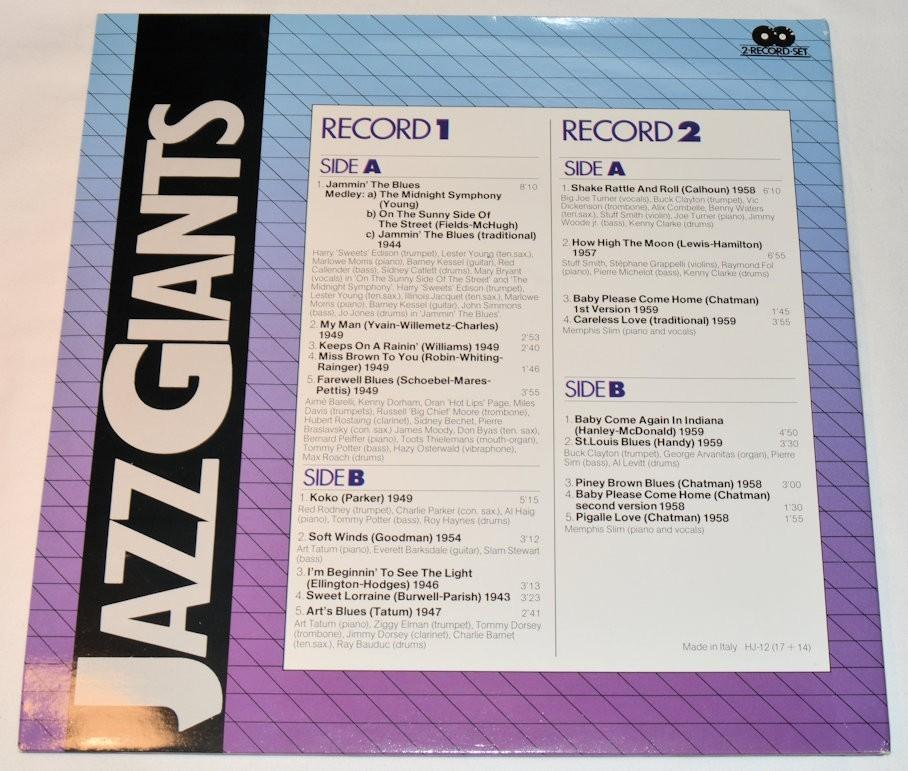 JAZZ GIANTS
2-RECORD-SET
RECORD 1
SIDE A
1. Jammin' The Blues 8'10
Medley: a) The Midnight Symphony
(Young)
b) On The Sunny Side Of
The Street (Fields-McHugh)
c) Jammin' The Blues (traditional)
1944
Harry 'Sweets' Edison (trumpet), Lester Young (ten.sax.),
Marlowe Morris (piano), Barney Kessel (guitar), Red
Callender (bass), Sidney Catlett (drums), Mary Bryant
(vocals) in 'On The Sunny Side Of The Street' and 'The
Midnight Symphony'. Harry 'Sweets' Edison (trumpet),
Lester Young (ten.sax.), Illinois Jacquet (ten.sax.), Marlowe
Morris (piano), Barney Kessel (guitar), John Simmons
(bass), Jo Jones (drums) in 'Jammin' The Blues'.
2. My Man (Yvain-Willemetz-Charles)
1949 2'53
3. Keeps On A Rainin' (Williams) 1949 2'40
4. Miss Brown To You (Robin-Whiting-
Rainger) 1949 1'46
5. Farewell Blues (Schoebel-Mares-
Pettis) 1949 3'55
Aimé Barelli, Kenny Dorham, Oran 'Hot Lips' Page, Miles
Davis (trumpets), Russell 'Big Chief' Moore (trombone),
Hubert Rostaing (clarinet), Sidney Bechet, Pierre
Braslavsky (con. sax.) James Moody, Don Byas (ten. sax),
Bernard Peiffer (piano), Toots Thielemans (mouth-organ),
Tommy Potter (bass), Hazy Osterwald (vibraphone),
Max Roach (drums)
SIDE B
1. Koko (Parker) 1949 5'15
Red Rodney (trumpet), Charlie Parker (con. sax.), Al Haig
(piano), Tommy Potter (bass), Roy Haynes (drums)
2. Soft Winds (Goodman) 1954 3'12
Art Tatum (piano), Everett Barksdale (guitar), Slam Stewart
(bass)
3. I'm Beginnin' To See The Light
(Ellington-Hodges) 1946 3'13
4. Sweet Lorraine (Burwell-Parish) 1943 3'23
5. Art's Blues (Tatum) 1947 2'41
Art Tatum (piano), Ziggy Elman (trumpet), Tommy Dorsey
(trombone), Jimmy Dorsey (clarinet), Charlie Barnet
(ten.sax.), Ray Bauduc (drums)
RECORD 2
SIDE A
1. Shake Rattle And Roll (Calhoun) 1958 6'10
Big Joe Turner (vocals), Buck Clayton (trumpet), Vic
Dickenson (trombone), Alix Combelle, Benny Waters
(ten.sax.), Stuff Smith (violin), Joe Turner (piano), Jimmy
Woode jr. (bass), Kenny Clarke (drums)
2. How High The Moon (Lewis-Hamilton)
1957 6'55
Stuff Smith, Stéphane Grappelli (violins), Raymond Fol
(piano), Pierre Michelot (bass), Kenny Clarke (drums)
3. Baby Please Come Home (Chatman)
1st Version 1959 1'45
4. Careless Love (traditional) 1959 3'55
Memphis Slim (piano and vocals)
SIDE B
1. Baby Come Again In Indiana
(Hanley-McDonald) 1959 4'50
2. St.Louis Blues (Handy) 1959 3'30
Buck Clayton (trumpet), George Arvanitas (organ), Pierre
Sim (bass), Al Levitt (drums)
3. Piney Brown Blues (Chatman) 1958 3'00
4. Baby Please Come Home (Chatman)
second version 1958 1'30
5. Pigalle Love (Chatman) 1958 1'55
Memphis Slim (piano and vocals)
Made in Italy HJ-12 (17 + 14)